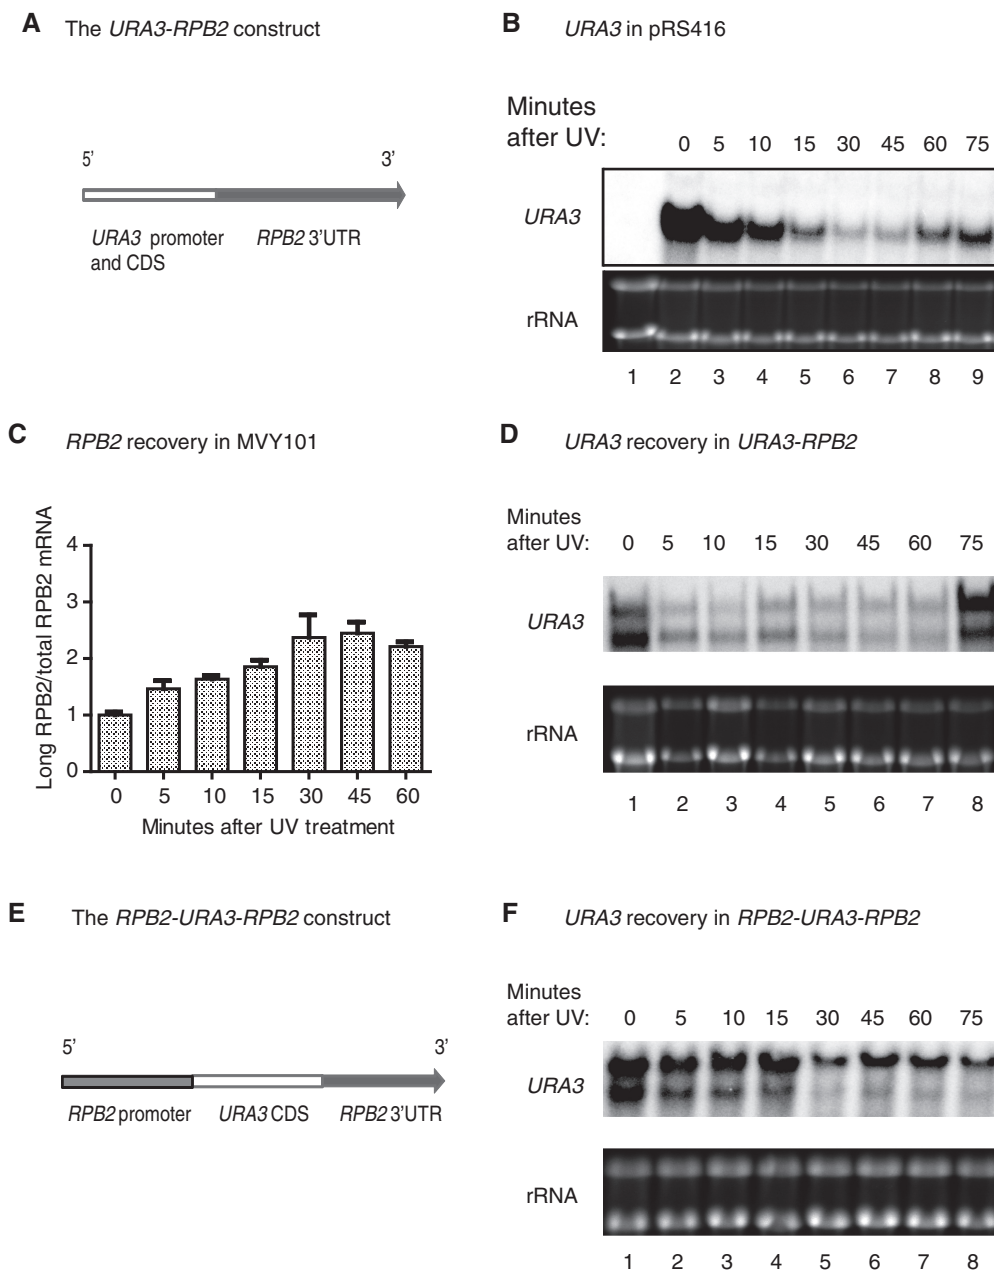 A The URA3-RPB2 construct
5’ 3’
URA3 promoter
and CDS
RPB2 3’UTR
B URA3 in pRS416
Minutes
after UV: 0 5 10 15 30 45 60 75
URA3
rRNA
1 2 3 4 5 6 7 8 9
C RPB2 recovery in MVY101
Long RPB2/total RPB2 mRNA
4
3
2
1
0
0 5 10 15 30 45 60
Minutes after UV treatment
D URA3 recovery in URA3-RPB2
Minutes
after UV: 0 5 10 15 30 45 60 75
URA3
rRNA
1 2 3 4 5 6 7 8
E The RPB2-URA3-RPB2 construct
5’ 3’
RPB2 promoter URA3 CDS RPB2 3’UTR
F URA3 recovery in RPB2-URA3-RPB2
Minutes
after UV: 0 5 10 15 30 45 60 75
URA3
rRNA
1 2 3 4 5 6 7 8